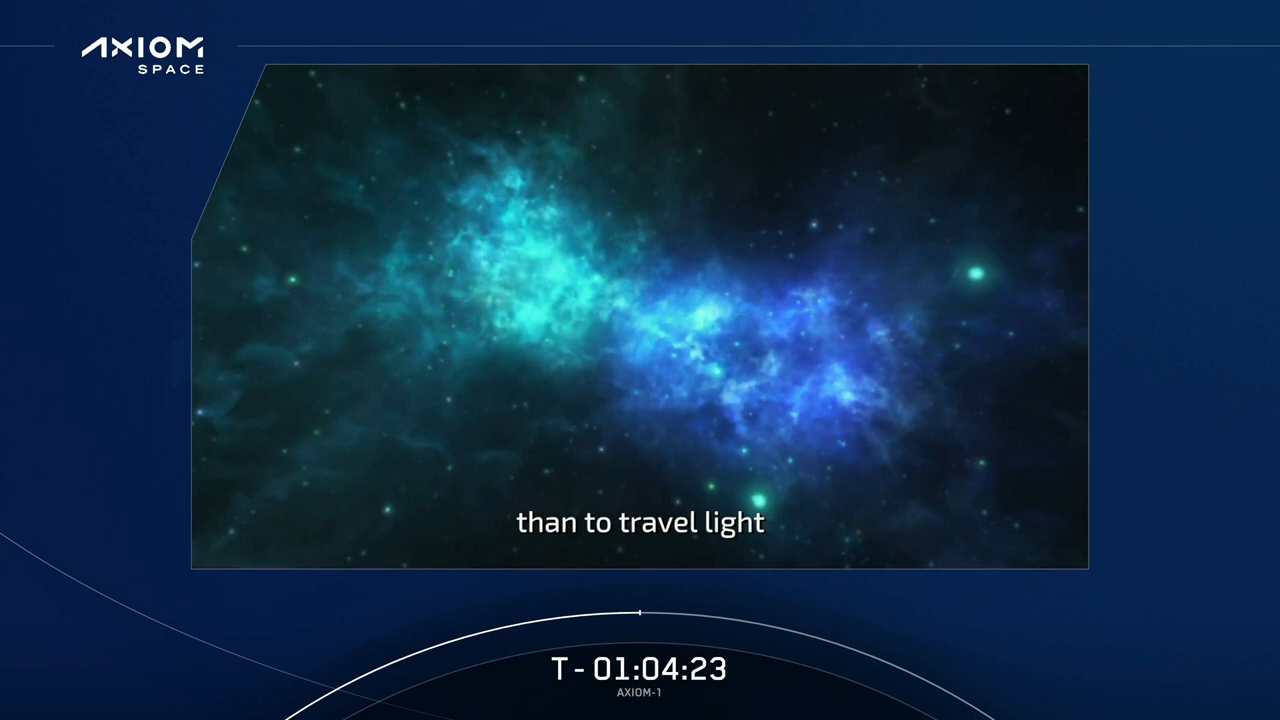 AXIOM
SPACE
than to travel light
T - 01:04:23
AXIOM-1